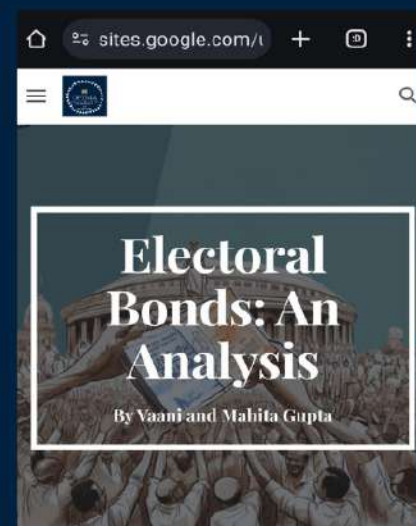 sites.google.com/u
Electoral
Bonds: An
Analysis
By Vaani and Mahita Gupta